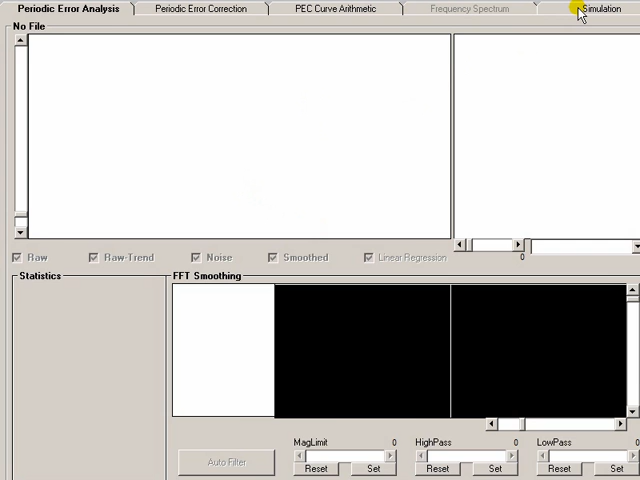 Periodic Error Analysis Periodic Error Correction PEC Curve Arithmetic Frequency Spectrum Simulation
No File
Raw Raw-Trend Noise Smoothed Linear Regression 0
Statistics FFT Smoothing
MagLimit 0 HighPass 0 LowPass 0
Auto Filter
Reset Set Reset Set Reset Set